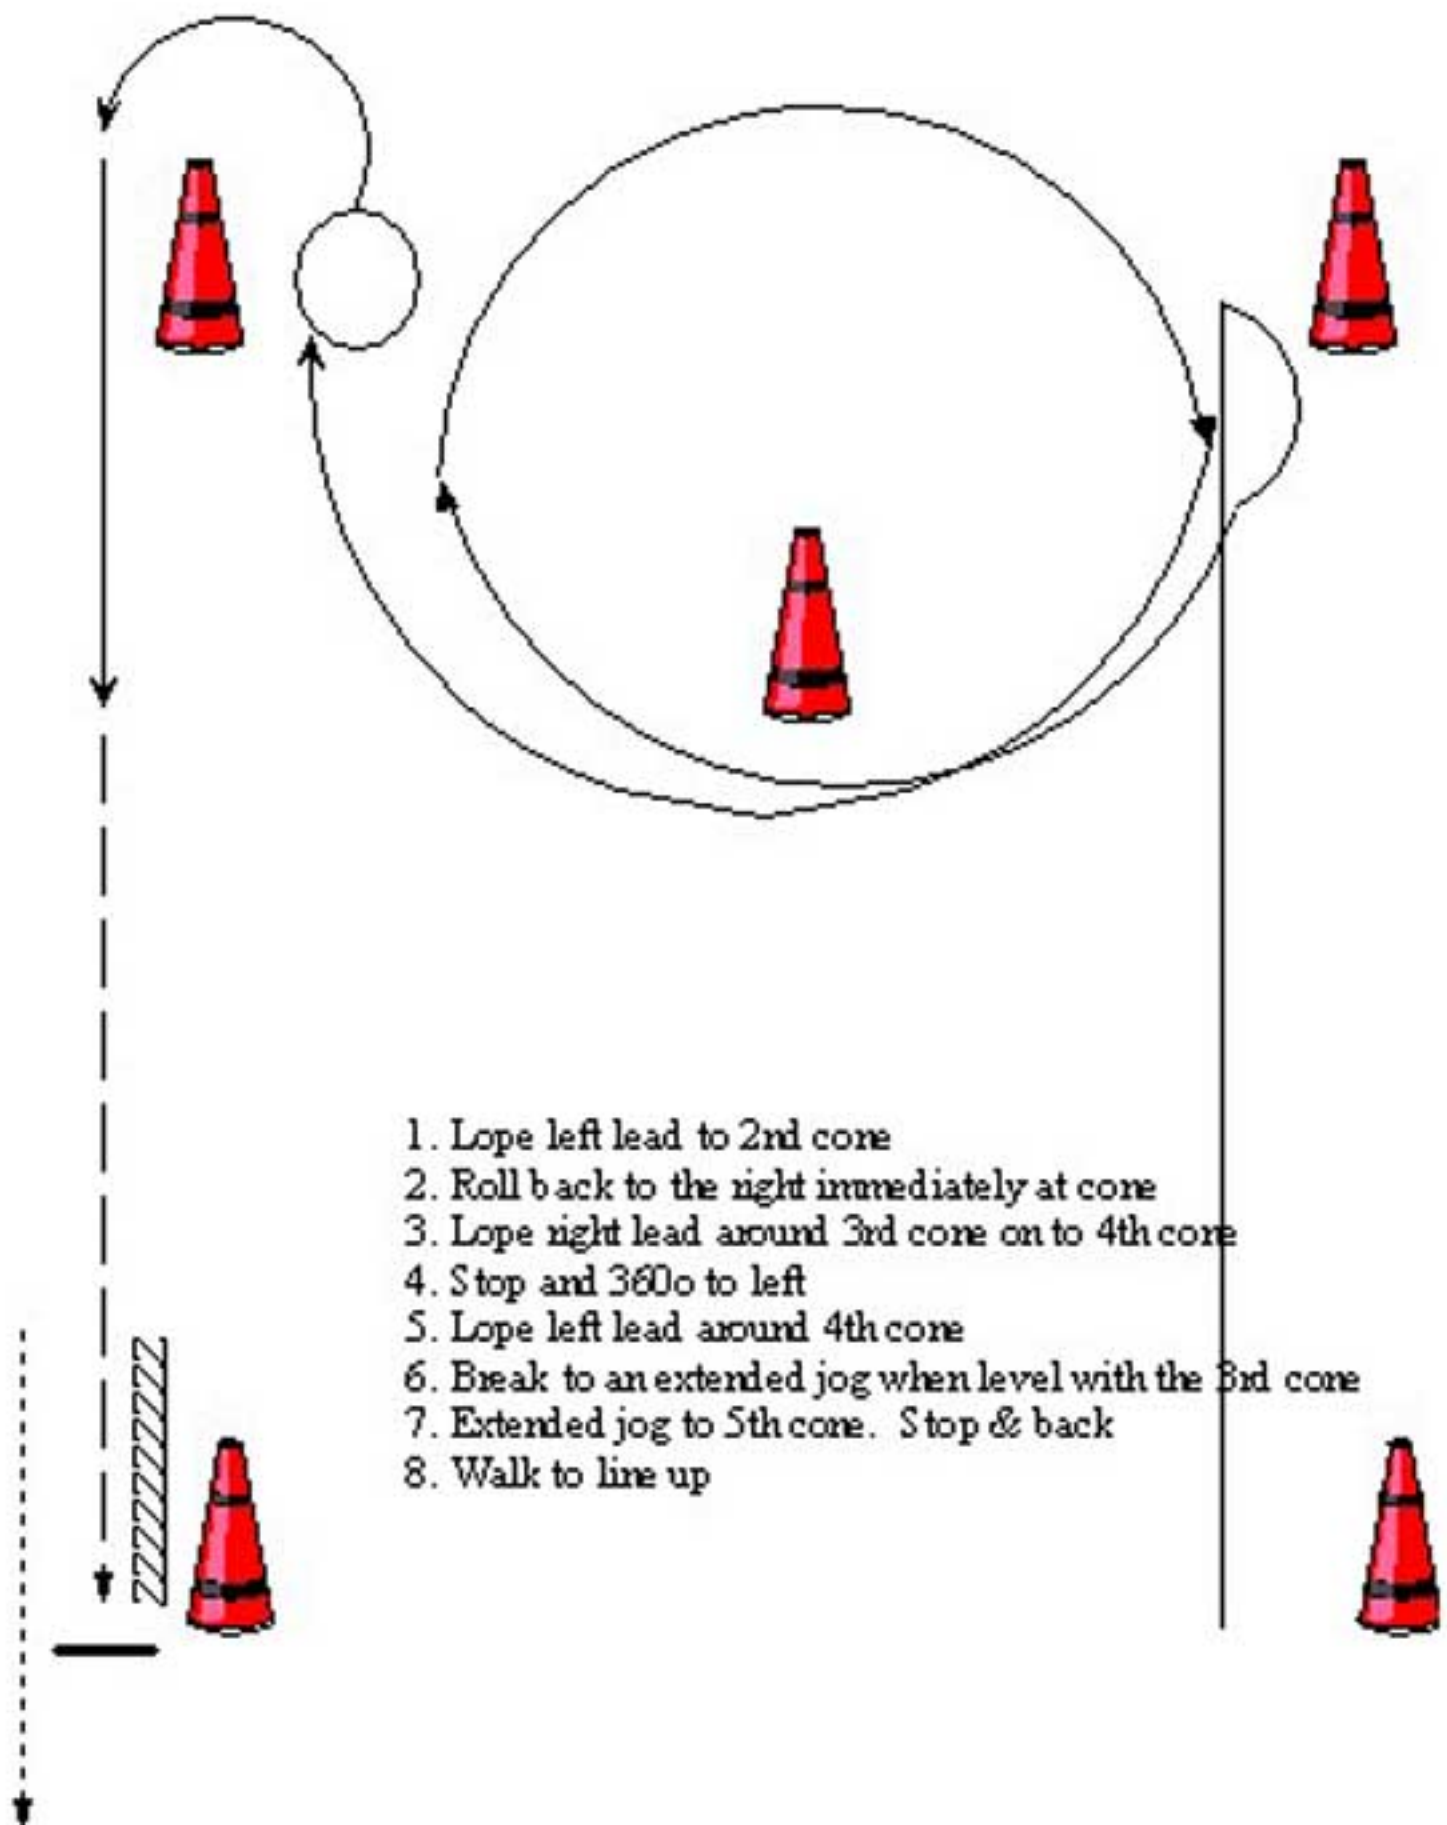 1. Lope left lead to 2nd cone
2. Roll back to the right immediately at cone
3. Lope right lead around 3rd cone on to 4th cone
4. Stop and 360o to left
5. Lope left lead around 4th cone
6. Break to an extended jog when level with the 3rd cone
7. Extended jog to 5th cone. Stop & back
8. Walk to line up